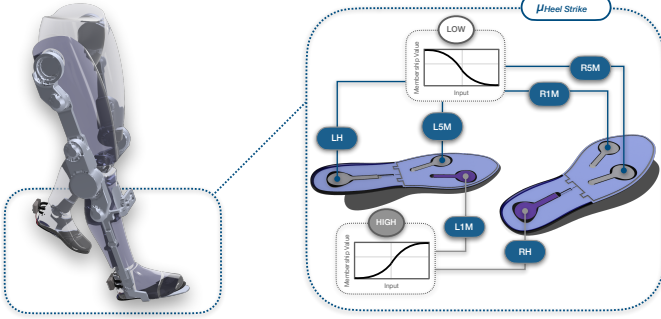 μHeel Strike
LOW
Membership Value
Input
R5M
R1M
LH
L5M
HIGH
L1M
Membership Value
Input
RH